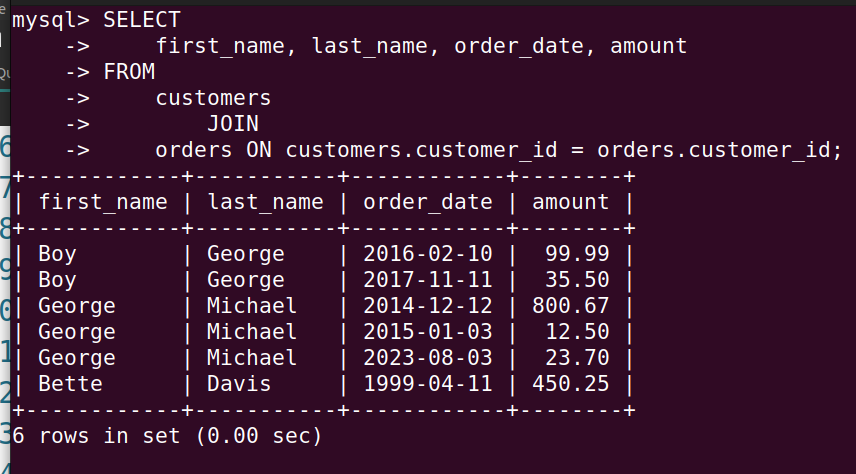 mysql> SELECT
    ->     first_name, last_name, order_date, amount
    -> FROM
    ->     customers
    ->         JOIN
    ->     orders ON customers.customer_id = orders.customer_id;
+------------+-----------+------------+--------+
| first_name | last_name | order_date | amount |
+------------+-----------+------------+--------+
| Boy        | George    | 2016-02-10 |  99.99 |
| Boy        | George    | 2017-11-11 |  35.50 |
| George     | Michael   | 2014-12-12 | 800.67 |
| George     | Michael   | 2015-01-03 |  12.50 |
| George     | Michael   | 2023-08-03 |  23.70 |
| Bette      | Davis     | 1999-04-11 | 450.25 |
+------------+-----------+------------+--------+
6 rows in set (0.00 sec)